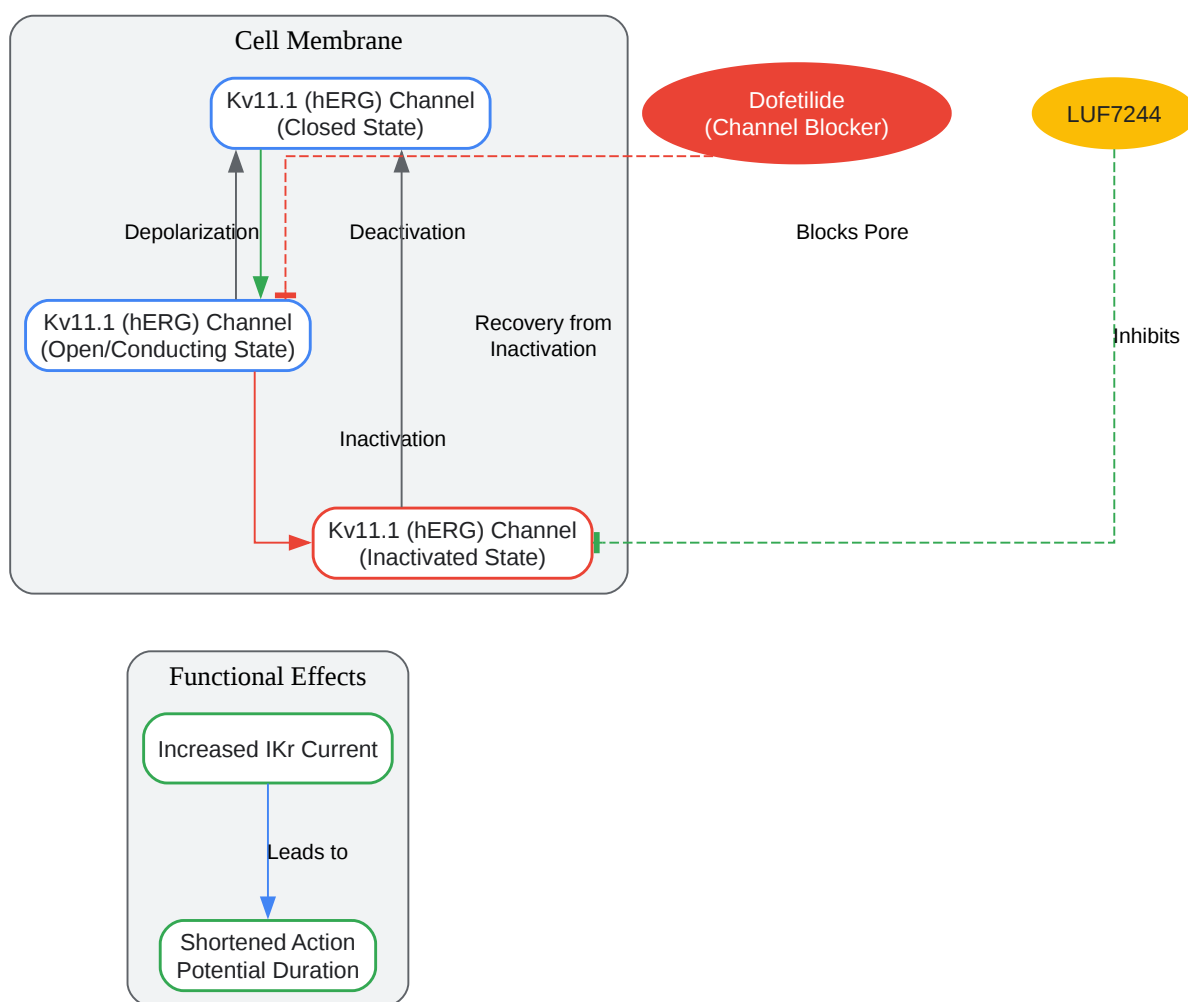 Cell Membrane
Kv11.1 (hERG) Channel
(Closed State)
Dofetilide
(Channel Blocker)
LUF7244
Depolarization
Deactivation
Blocks Pore
Kv11.1 (hERG) Channel
(Open/Conducting State)
Recovery from
Inactivation
Inhibits
Inactivation
Kv11.1 (hERG) Channel
(Inactivated State)
Functional Effects
Increased IKr Current
Leads to
Shortened Action
Potential Duration